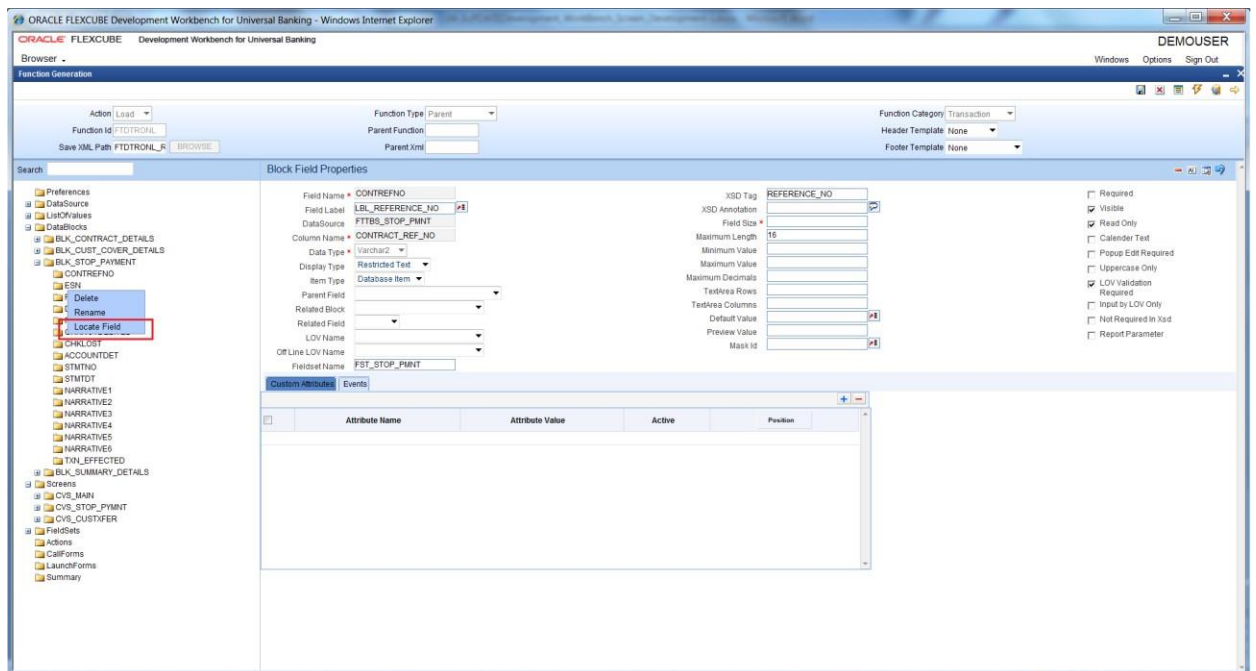 ORACLE FLEXCUBE Development Workbench for Universal Banking - Windows Internet Explorer
ORACLE FLEXCUBE Development Workbench for Universal Banking
DEMOUSER
Browser
Windows Options Sign Out
Function Generation
Action Load Function Type Parent Function Category Transaction
Function Id FTDTRONL Parent Function Header Template None
Save XML Path FTDTRONL_R BROWSE Parent Xml Footer Template None
Search
Preferences
DataSource
ListOfValues
DataBlocks
BLK_CONTRACT_DETAILS
BLK_CUST_COVER_DETAILS
BLK_STOP_PAYMENT
CONTREFNO
ESN
Delete
Rename
Locate Field
CHKLOST
ACCOUNTDET
STMTNO
STMTDT
NARRATIVE1
NARRATIVE2
NARRATIVE3
NARRATIVE4
NARRATIVE5
NARRATIVE6
TXN_EFFECTED
BLK_SUMMARY_DETAILS
Screens
CVS_MAIN
CVS_STOP_PYMNT
CVS_CUSTXFER
FieldSets
Actions
CallForms
LaunchForms
Summary
Block Field Properties
Field Name * CONTREFNO
Field Label LBL_REFERENCE_NO
DataSource FTTBS_STOP_PMNT
Column Name * CONTRACT_REF_NO
Data Type * Varchar2
Display Type Restricted Text
Item Type Database Item
Parent Field
Related Block
Related Field
LOV Name
Off Line LOV Name
Fieldset Name FST_STOP_PMNT
XSD Tag REFERENCE_NO
XSD Annotation
Field Size *
Maximum Length 16
Minimum Value
Maximum Value
Maximum Decimals
TextArea Rows
TextArea Columns
Default Value
Preview Value
Mask Id
Required
Visible
Read Only
Calender Text
Popup Edit Required
Uppercase Only
LOV Validation
Required
Input by LOV Only
Not Required In Xsd
Report Parameter
Custom Attributes Events
Attribute Name Attribute Value Active Position